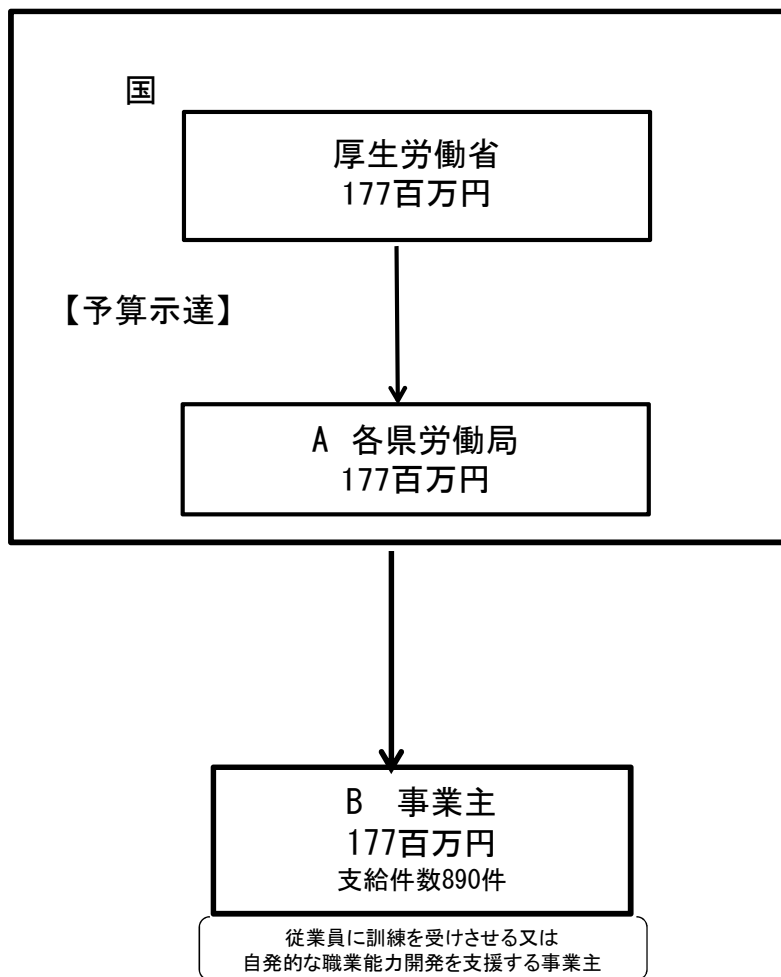 国
厚生労働省
177百万円
【予算示達】
A 各県労働局
177百万円
B 事業主
177百万円
支給件数890件
従業員に訓練を受けさせる又は
自発的な職業能力開発を支援する事業主